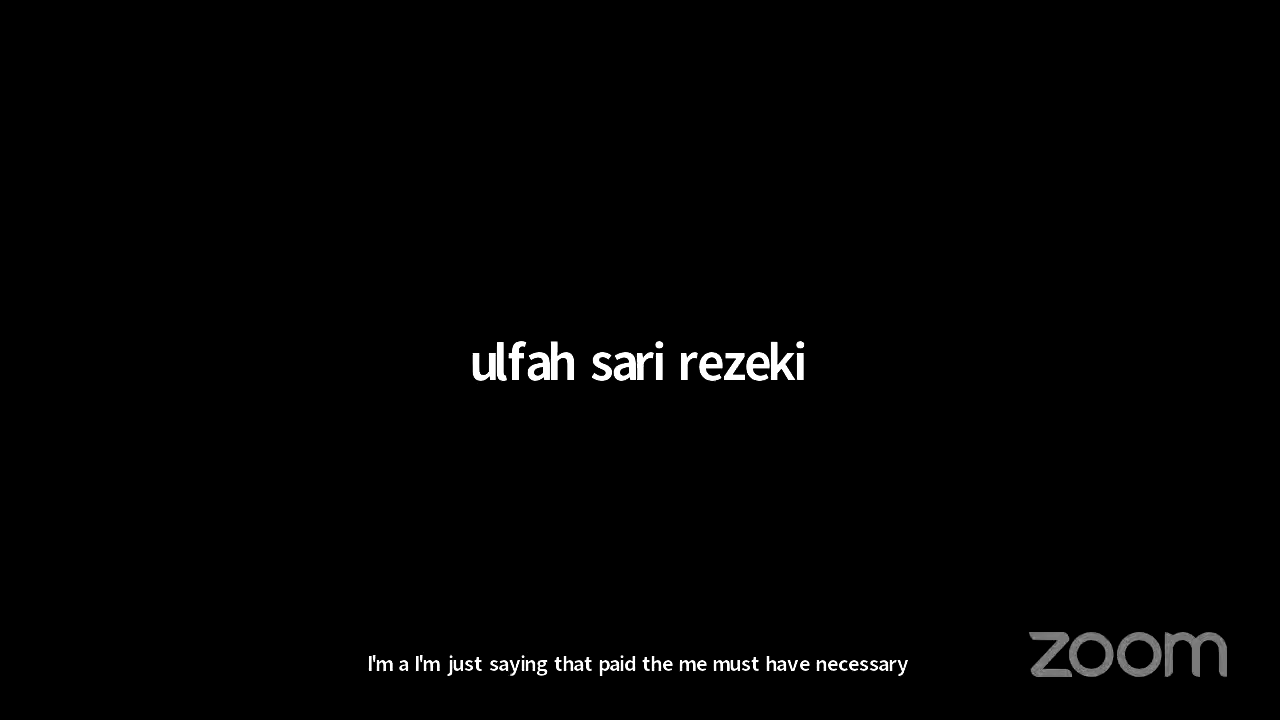 ulfah sari rezeki
I'm a I'm just saying that paid the me must have necessary
zoom